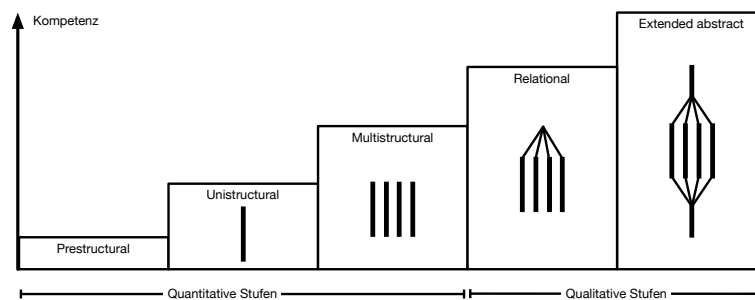 Kompetenz
Extended abstract
Relational
Multistructural
Unistructural
Prestructural
Quantitative Stufen
Qualitative Stufen